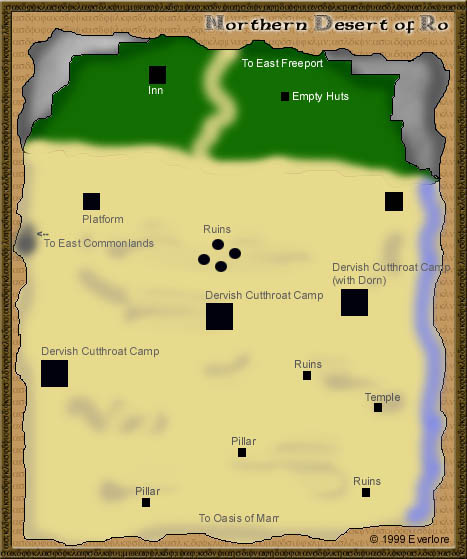 Northern Desert of Ro
To East Freeport
Inn
Empty Huts
Platform
<--
To East Commonlands
Ruins
Dervish Cutthroat Camp
(with Dorn)
Dervish Cutthroat Camp
Dervish Cutthroat Camp
Ruins
Temple
Pillar
Ruins
Pillar
To Oasis of Marr
© 1999 Everlore